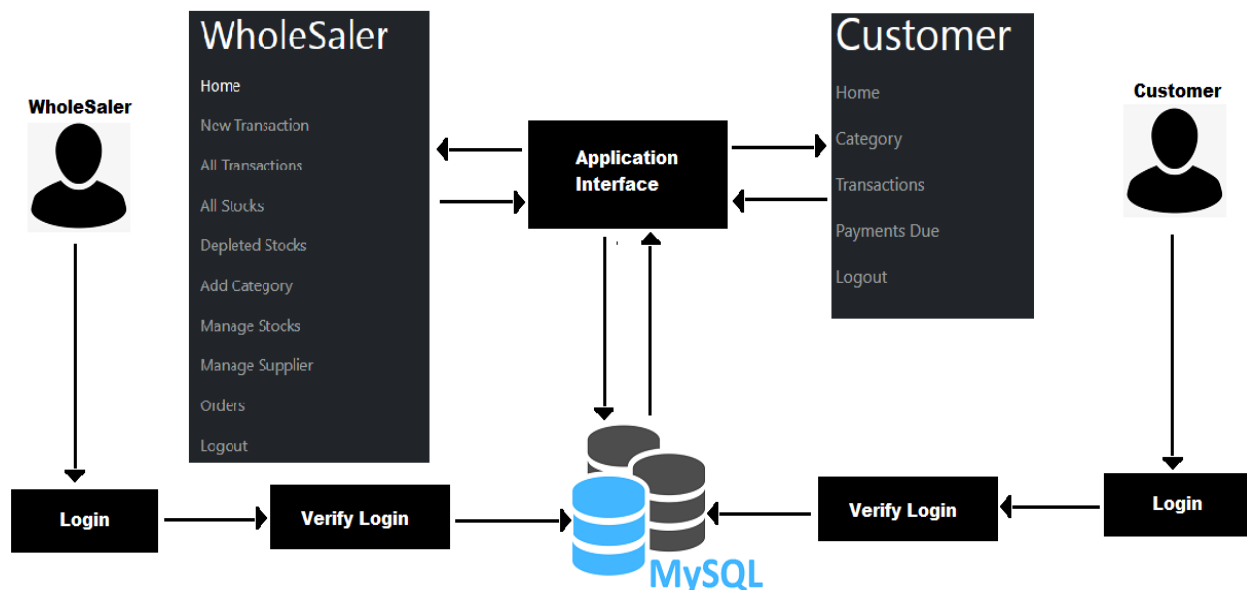 WholeSaler
WholeSaler
Home
New Transaction
All Transactions
All Stocks
Depleted Stocks
Add Category
Manage Stocks
Manage Supplier
Orders
Logout
Application
Interface
Customer
Home
Category
Transactions
Payments Due
Logout
Customer
Login
Verify Login
MySQL
Verify Login
Login